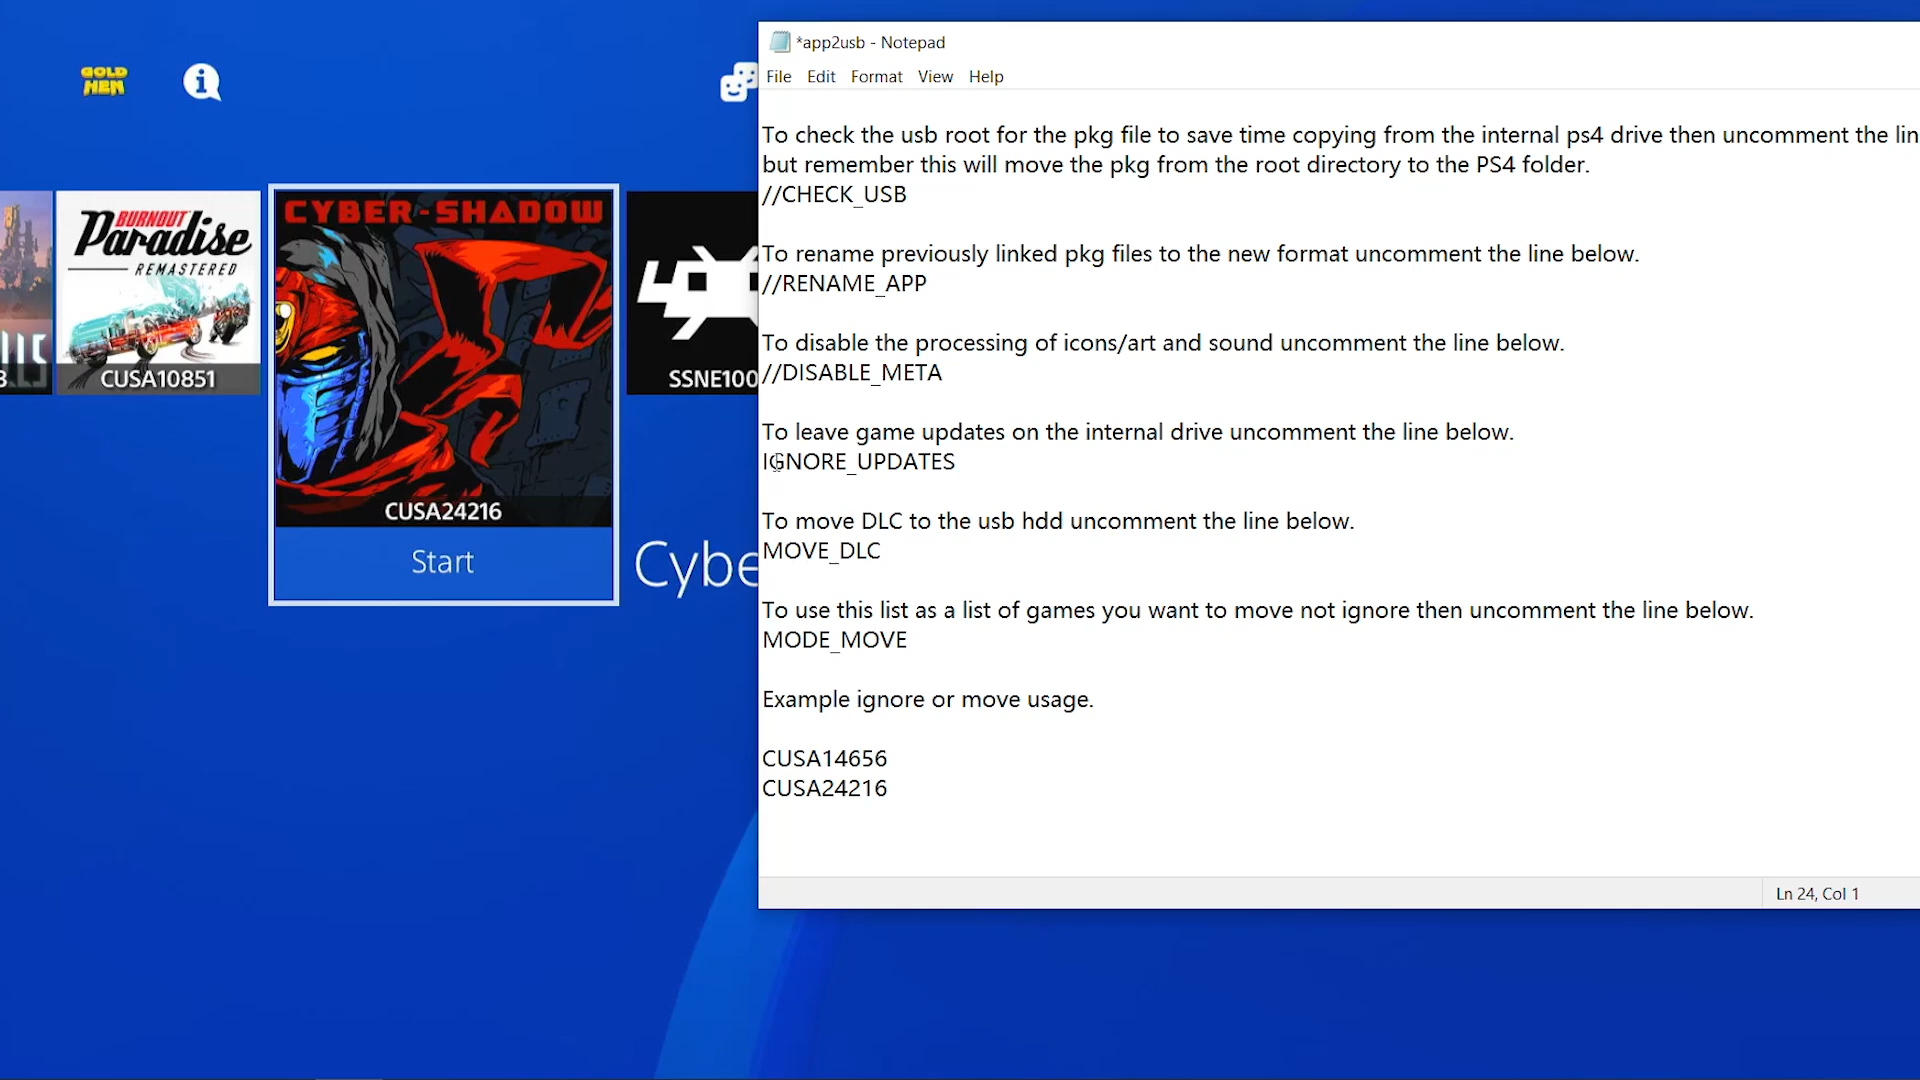 GOLD
HEN
*app2usb - Notepad
File Edit Format View Help
To check the usb root for the pkg file to save time copying from the internal ps4 drive then uncomment the lin
but remember this will move the pkg from the root directory to the PS4 folder.
//CHECK_USB
To rename previously linked pkg files to the new format uncomment the line below.
//RENAME_APP
To disable the processing of icons/art and sound uncomment the line below.
//DISABLE_META
To leave game updates on the internal drive uncomment the line below.
IGNORE_UPDATES
To move DLC to the usb hdd uncomment the line below.
MOVE_DLC
To use this list as a list of games you want to move not ignore then uncomment the line below.
MODE_MOVE
Example ignore or move usage.
CUSA14656
CUSA24216
Ln 24, Col 1
BURNOUT
Paradise
REMASTERED
CUSA10851
CYBER-SHADOW
CUSA24216
Start
SSNE100
Cybe